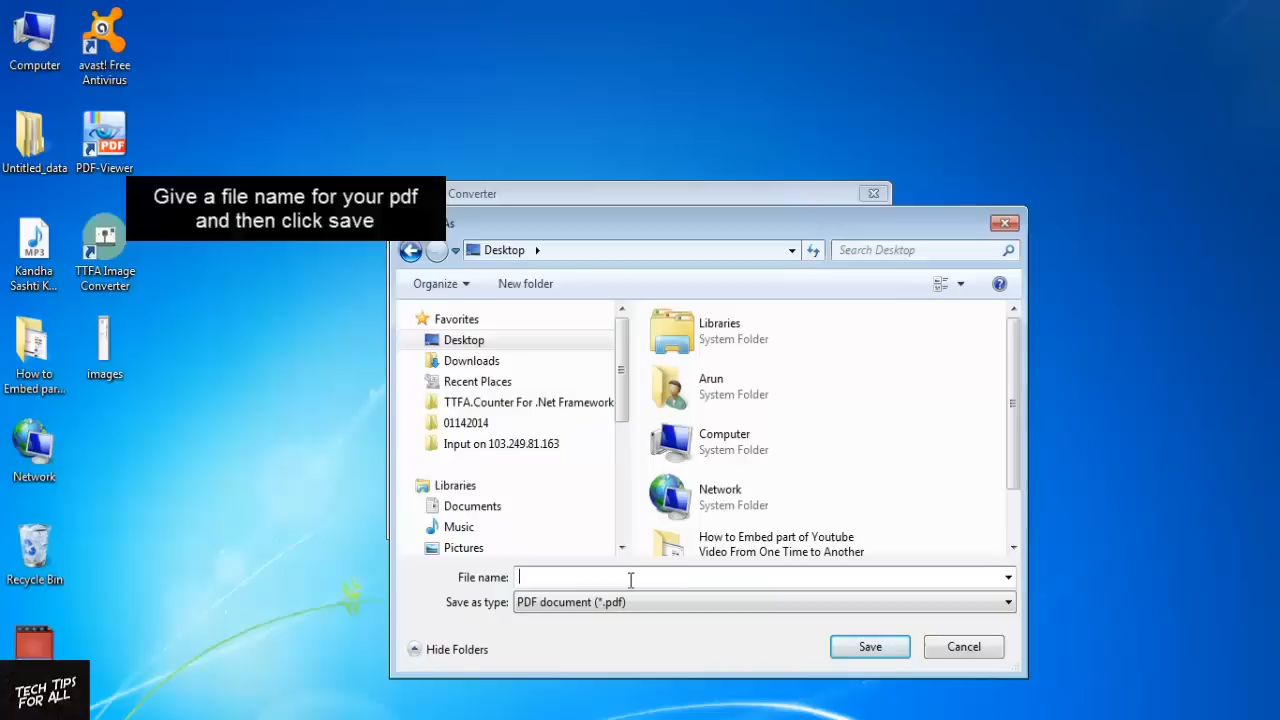 Computer
avast! Free
Antivirus
Untitled_data
PDF
PDF-Viewer
Give a file name for your pdf
and then click save
MP3
Kandha
Sashti K...
TTFA Image
Converter
How to
Embed par...
images
Network
Recycle Bin
TECH TIPS
FOR ALL
Converter
As
Desktop
Search Desktop
Organize
New folder
Favorites
Desktop
Downloads
Recent Places
TTFA.Counter For .Net Framework
01142014
Input on 103.249.81.163
Libraries
Documents
Music
Pictures
Libraries
System Folder
Arun
System Folder
Computer
System Folder
Network
System Folder
How to Embed part of Youtube
Video From One Time to Another
File name:
Save as type: PDF document (*.pdf)
Hide Folders
Save
Cancel